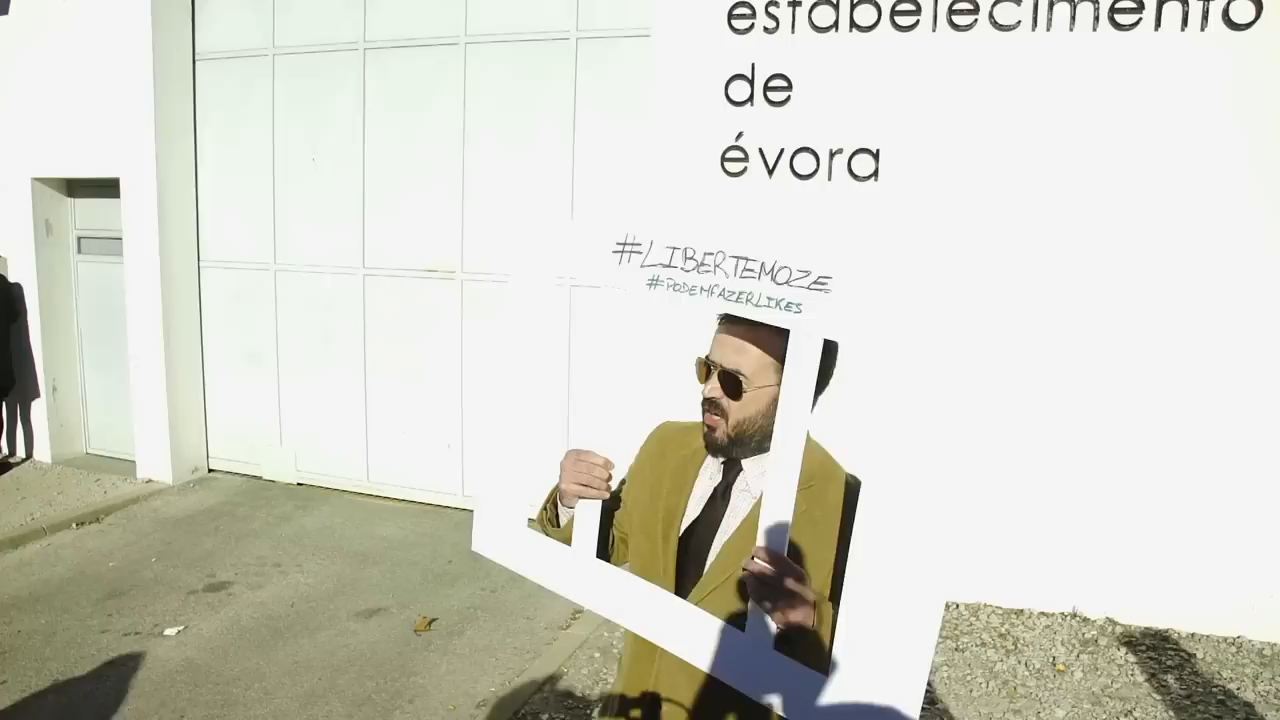 estabelecimento
de
évora
#LIBERTEMOZE
#PODEMFAZERLIKES